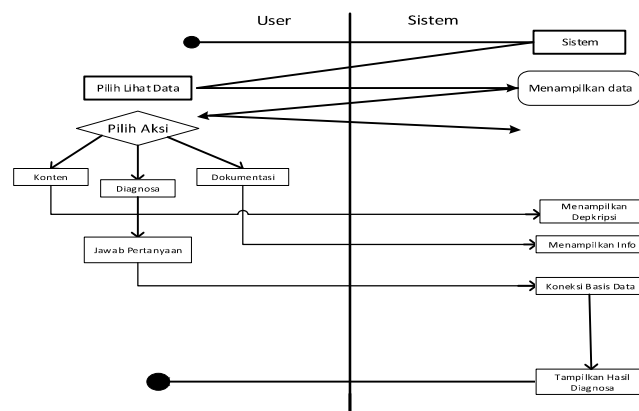 User
Sistem
Sistem
Pilih Lihat Data
Menampilkan data
Pilih Aksi
Konten
Diagnosa
Dokumentasi
Menampilkan
Depkripsi
Jawab Pertanyaan
Menampilkan Info
Koneksi Basis Data
Tampilkan Hasil
Diagnosa